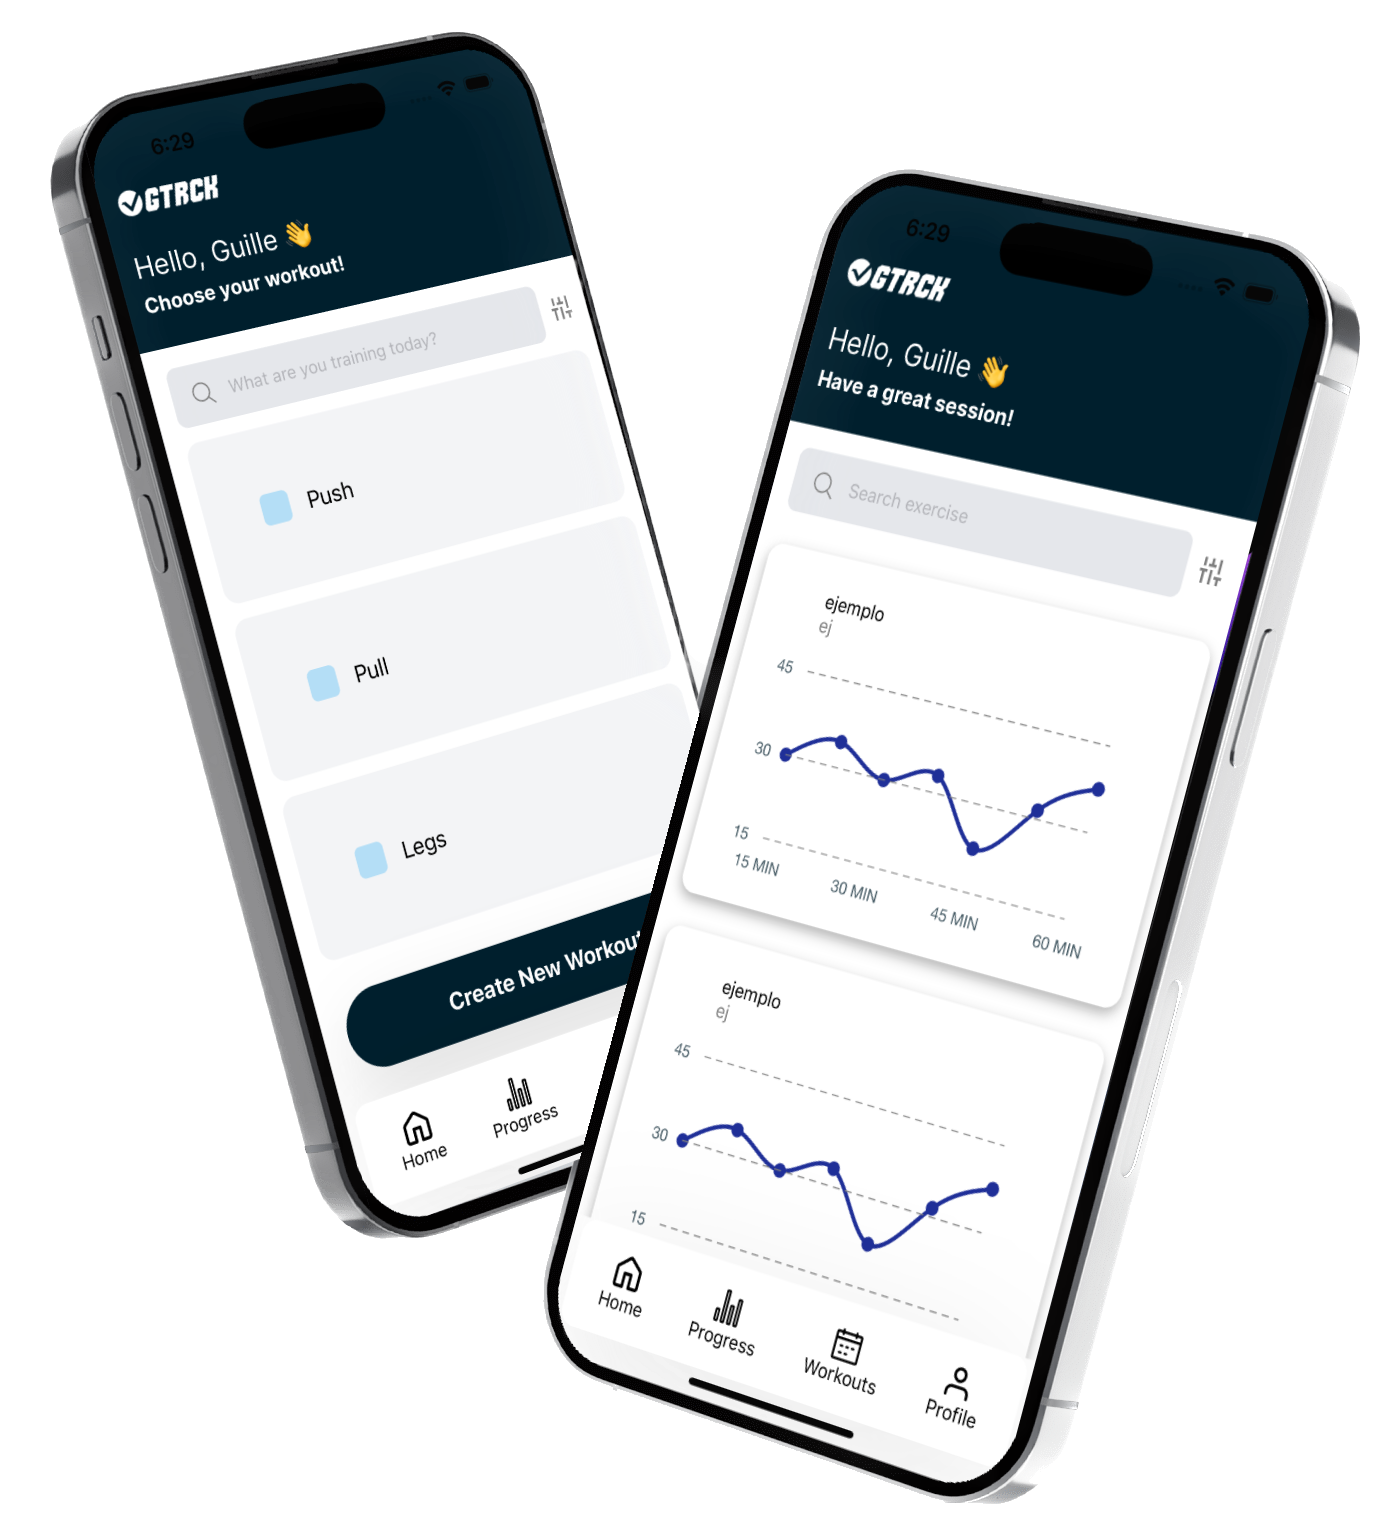 6:29
GTRCK
Hello, Guille 👋
Choose your workout!
What are you training today?
Push
Pull
Legs
Create New Workout
Home
Progress
6:29
GTRCK
Hello, Guille 👋
Have a great session!
Search exercise
ejemplo
ej
45
30
15
15 MIN
30 MIN
45 MIN
60 MIN
ejemplo
ej
45
30
15
Home
Progress
Workouts
Profile